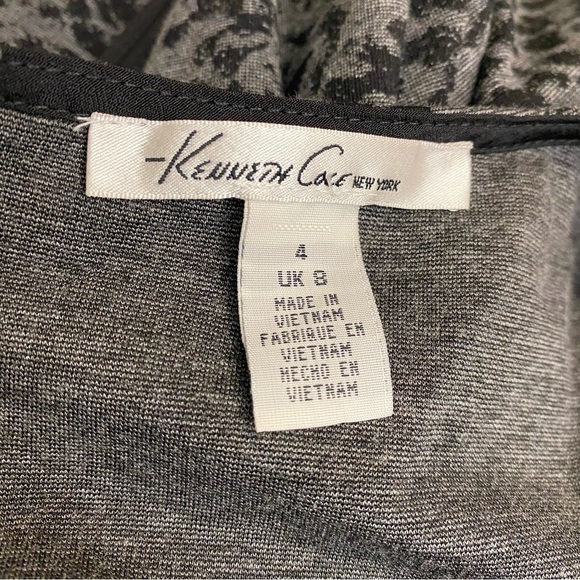 -Kenneth Cole NEW YORK
4
UK 8
MADE IN
VIETNAM
FABRIQUE EN
VIETNAM
HECHO EN
VIETNAM